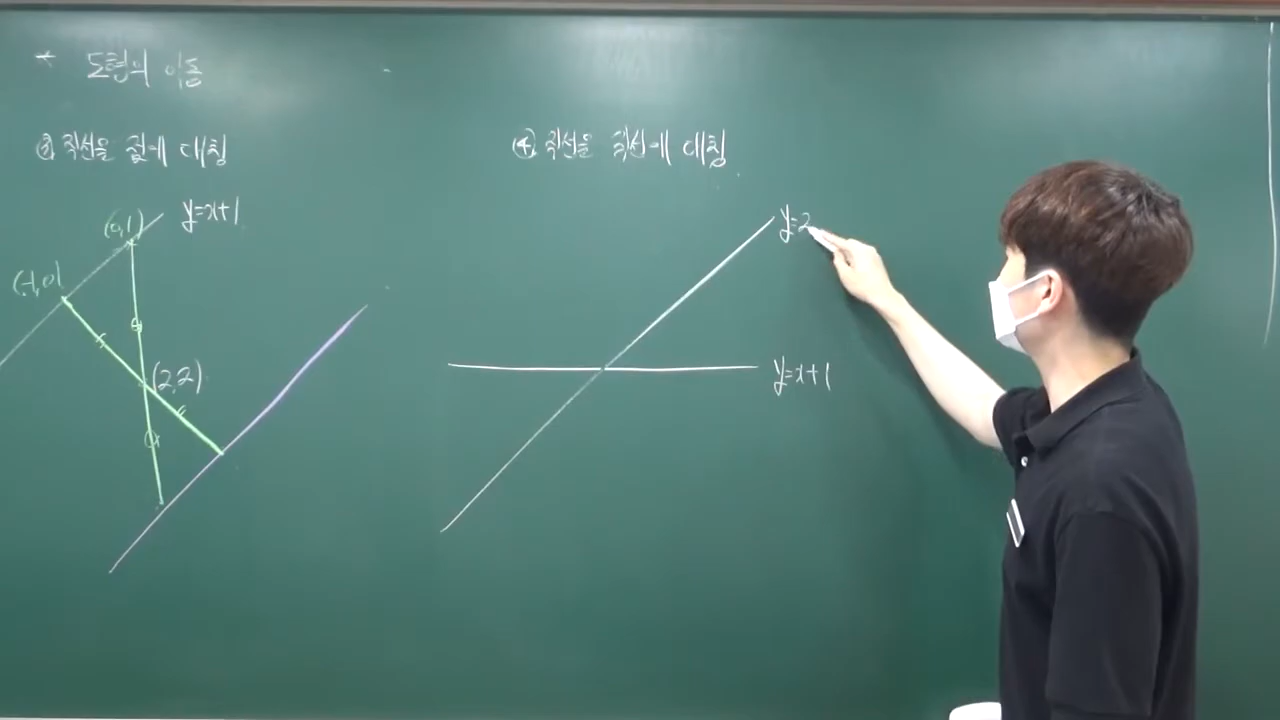 * 도형의 이동
③ 직선을 점에 대칭
y=x+1
(0,1)
(-1,0)
(2,2)
④ 직선을 직선에 대칭
y=2
y=x+1